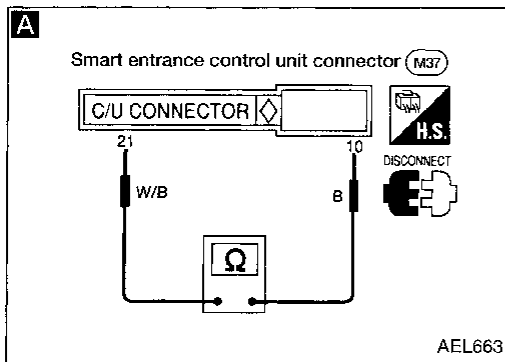 A
Smart entrance control unit connector M37
C/U CONNECTOR
H.S.
21
10
DISCONNECT
W/B
B
Ω
AEL663